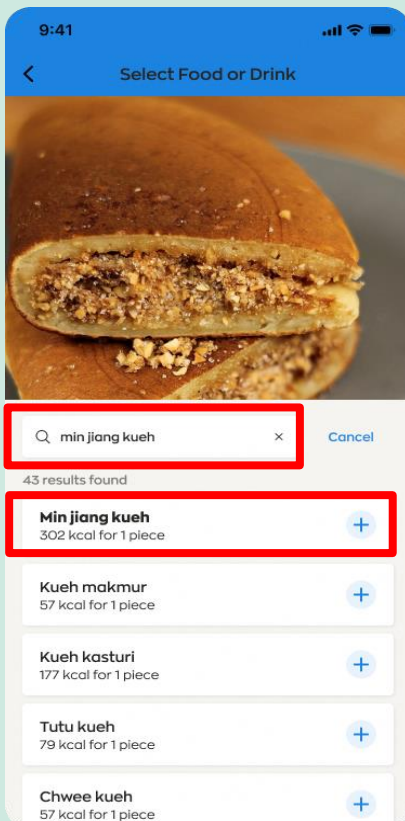 9:41
Select Food or Drink
min jiang kueh
Cancel
43 results found
Min jiang kueh
302 kcal for 1 piece
Kueh makmur
57 kcal for 1 piece
Kueh kasturi
177 kcal for 1 piece
Tutu kueh
79 kcal for 1 piece
Chwee kueh
57 kcal for 1 piece